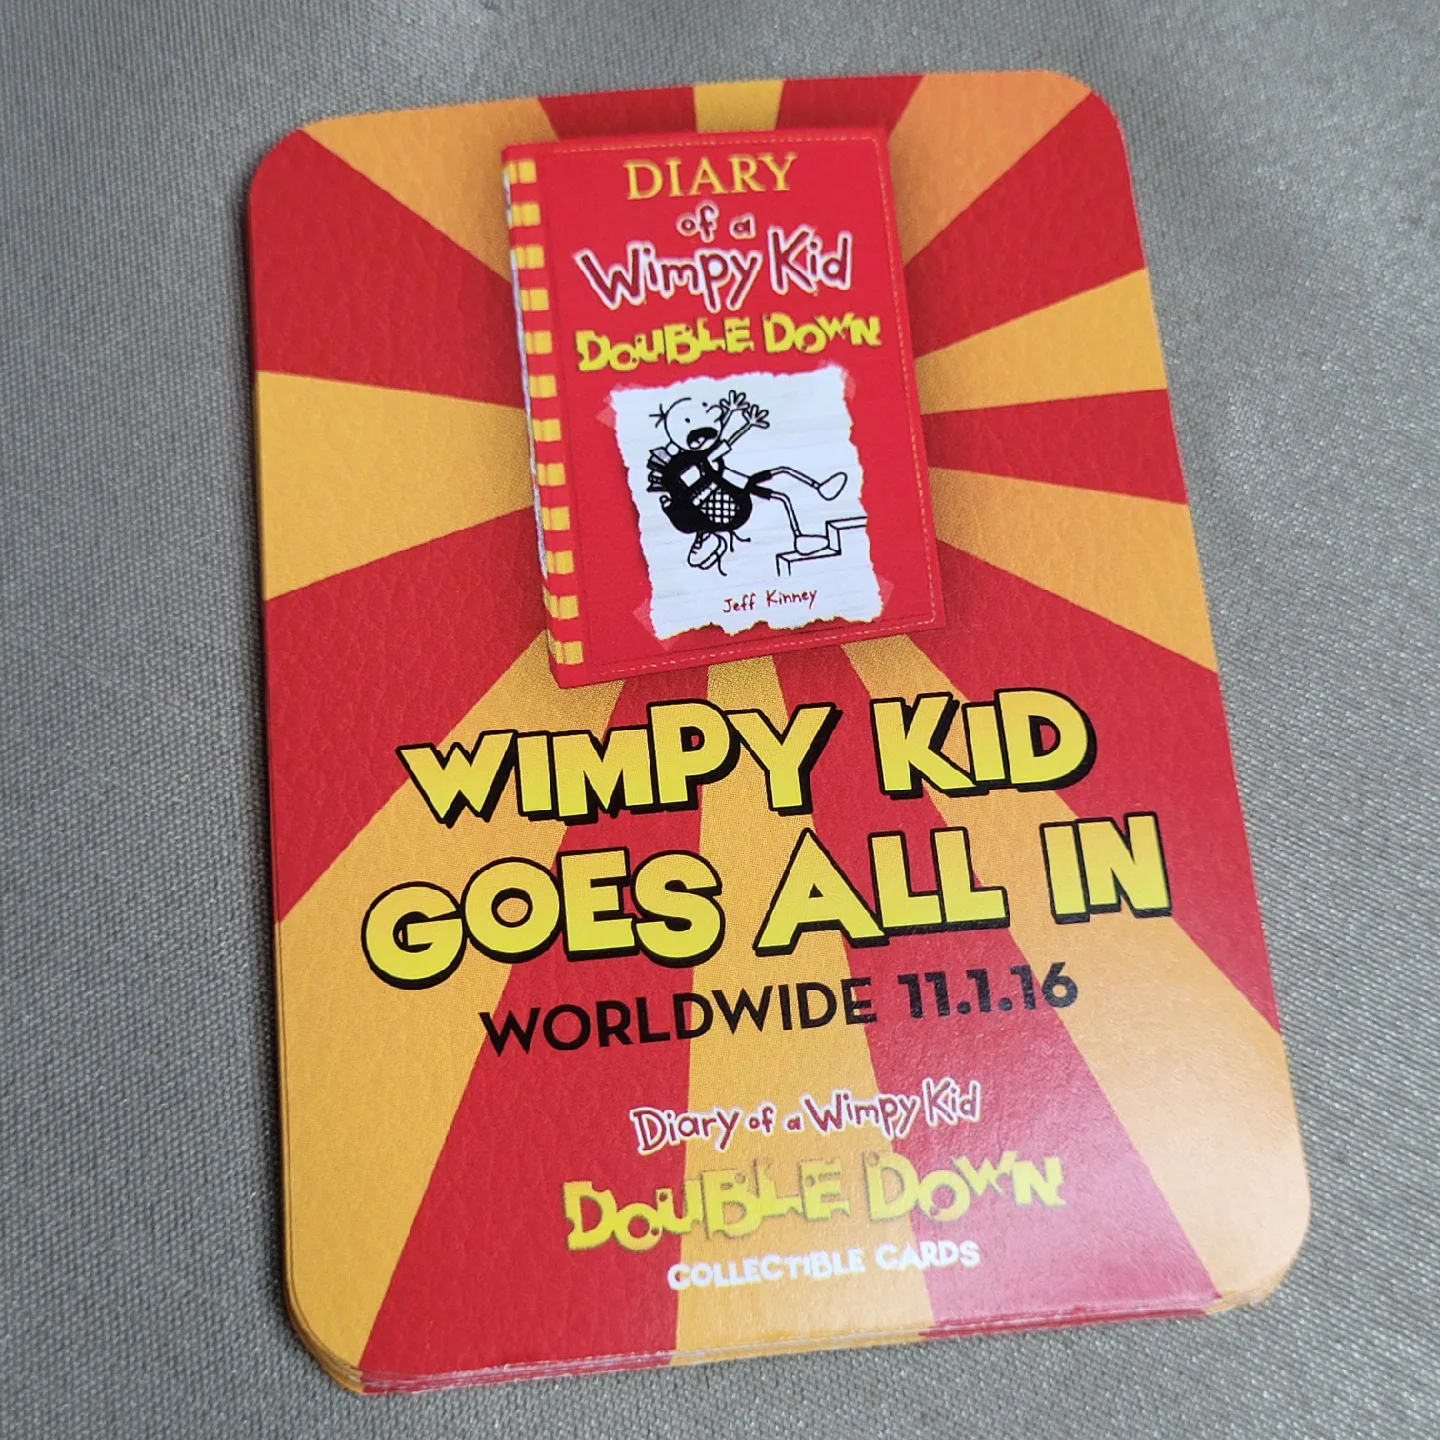 DIARY
of a
Wimpy Kid
DOUBLE DOWN
Jeff Kinney
WIMPY KID
GOES ALL IN
WORLDWIDE 11.1.16
Diary of a Wimpy Kid
DOUBLE DOWN
COLLECTIBLE CARDS